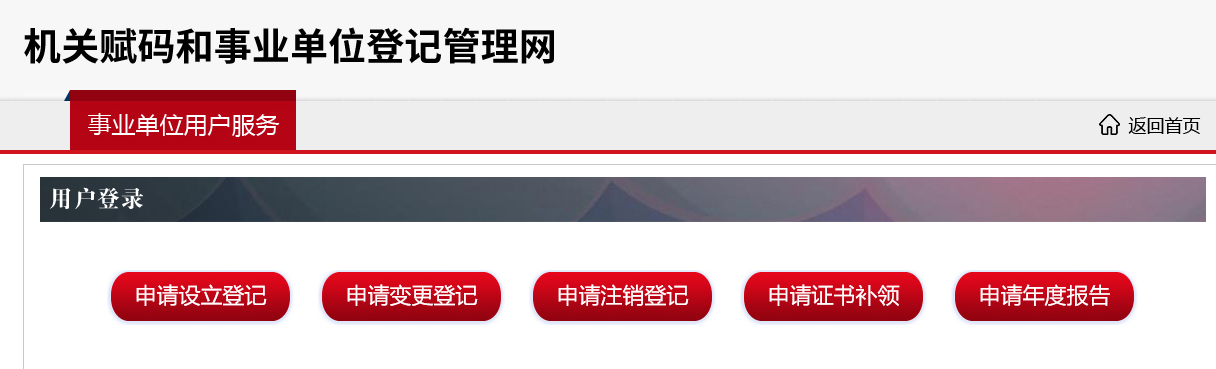 机关赋码和事业单位登记管理网
事业单位用户服务
返回首页
用户登录
申请设立登记
申请变更登记
申请注销登记
申请证书补领
申请年度报告